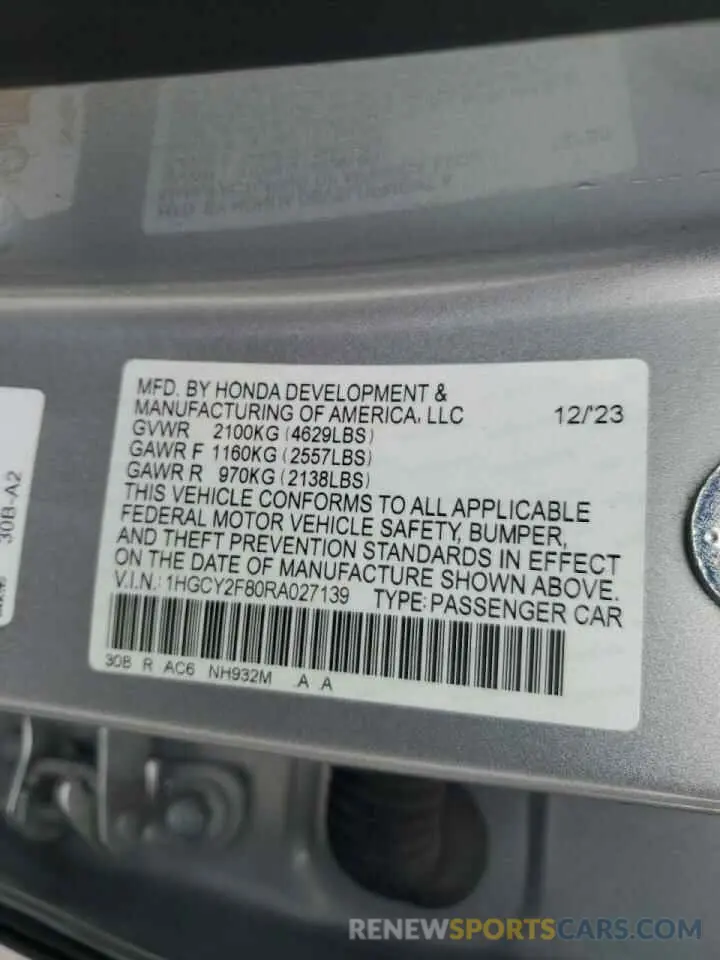 MFD. BY HONDA DEVELOPMENT &
MANUFACTURING OF AMERICA, LLC 12/'23
GVWR 2100KG (4629LBS)
GAWR F 1160KG (2557LBS)
GAWR R 970KG (2138LBS)
THIS VEHICLE CONFORMS TO ALL APPLICABLE
FEDERAL MOTOR VEHICLE SAFETY, BUMPER,
AND THEFT PREVENTION STANDARDS IN EFFECT
ON THE DATE OF MANUFACTURE SHOWN ABOVE.
V.I.N.: 1HGCY2F80RA027139 TYPE: PASSENGER CAR
30B R AC6 NH932M A A
30B-A2
RENEWSPORTSCARS.COM